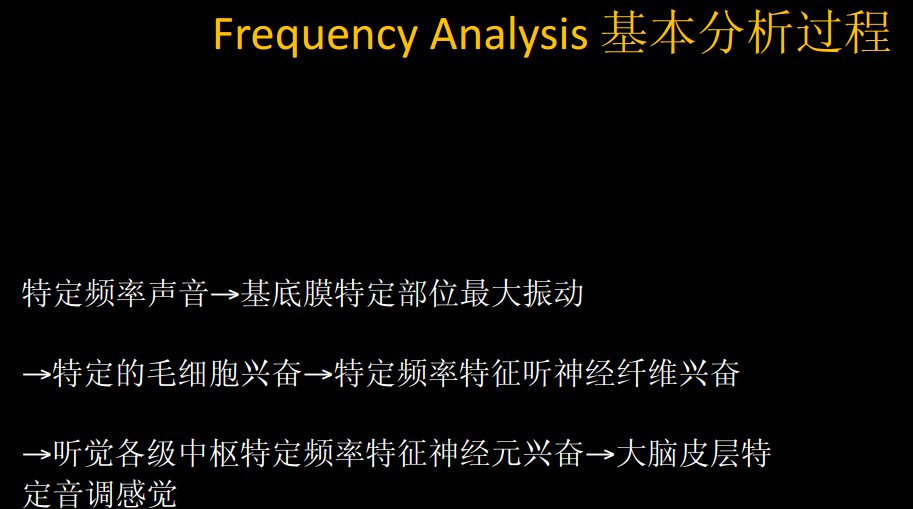 Frequency Analysis 基本分析过程
特定频率声音→基底膜特定部位最大振动
→特定的毛细胞兴奋→特定频率特征听神经纤维兴奋
→听觉各级中枢特定频率特征神经元兴奋→大脑皮层特
定音调感觉